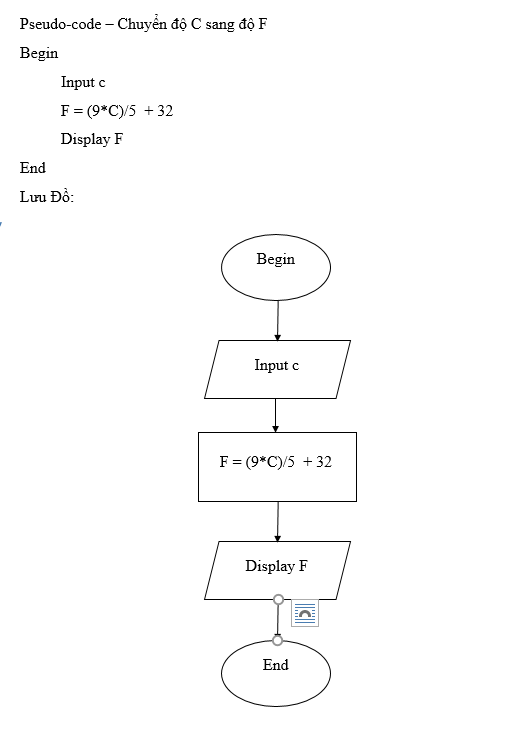 Pseudo-code – Chuyển độ C sang độ F
Begin
Input c
F = (9*C)/5 + 32
Display F
End
Lưu Đồ:
Begin
Input c
F = (9*C)/5 + 32
Display F
End